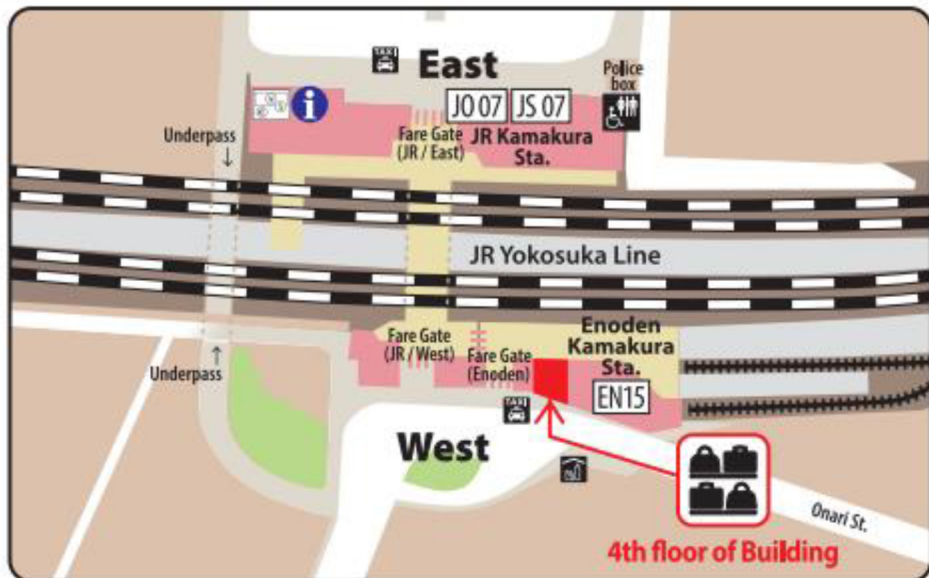 TAXI
East
Police
box
JO 07
JS 07
i
Underpass
Fare Gate
(JR / East)
JR Kamakura
Sta.
JR Yokosuka Line
Fare Gate
(JR / West)
Fare Gate
(Enoden)
Enoden
Kamakura
Sta.
EN15
Underpass
TAXI
West
Onari St.
4th floor of Building